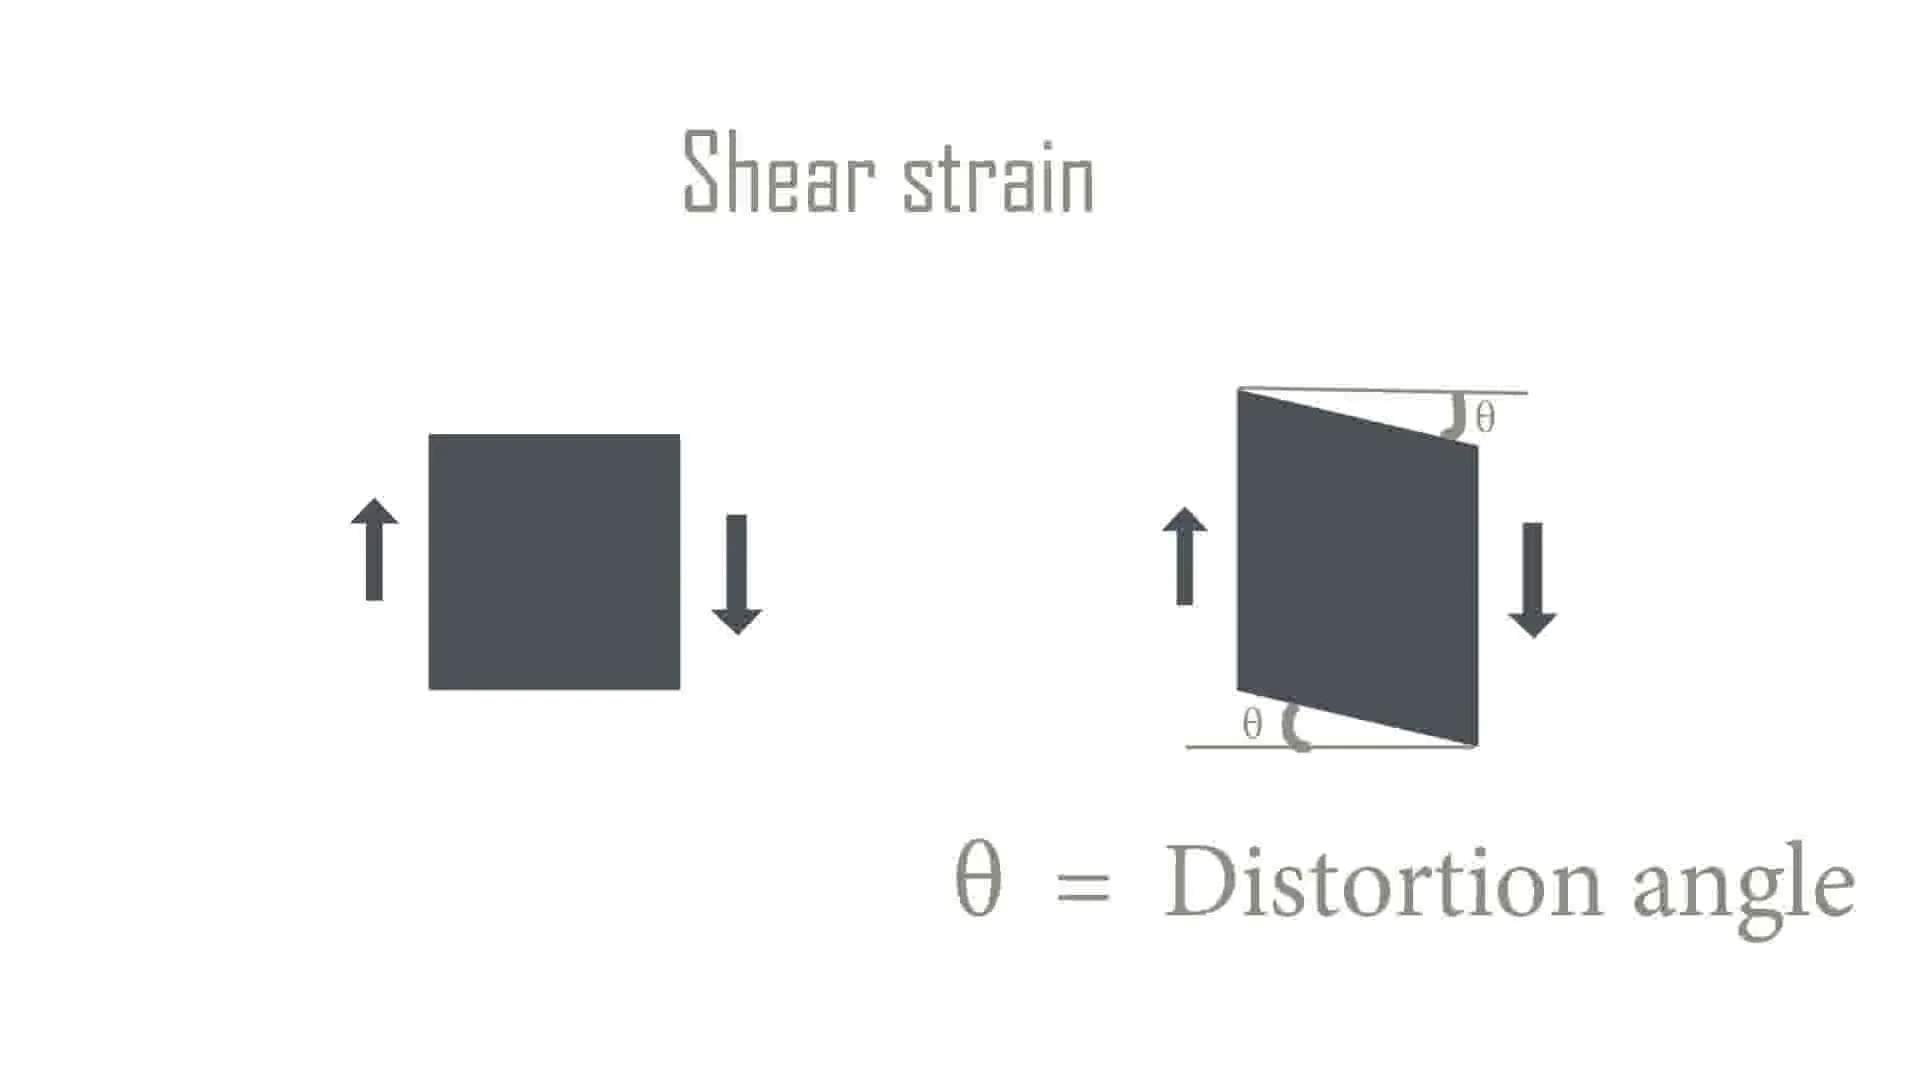 Shear strain
θ
θ
θ = Distortion angle